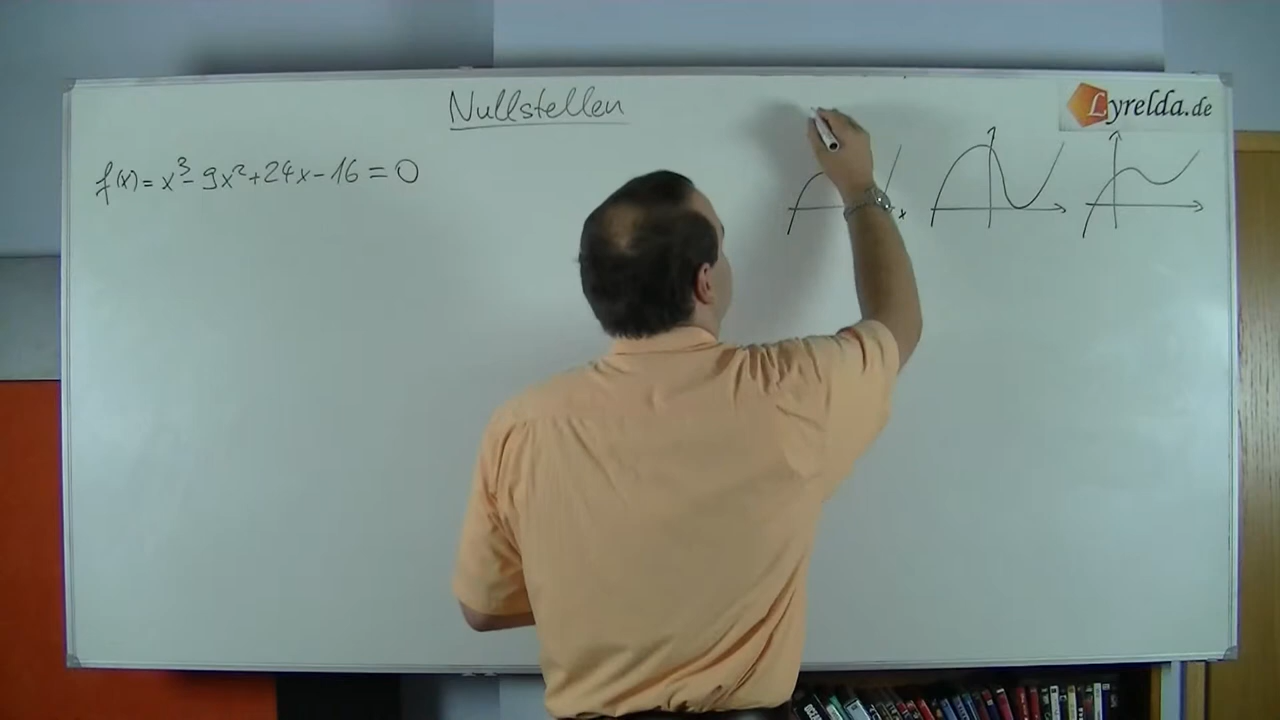 Nullstellen
Lyrelda.de
f(x) = x³ - 9x² + 24x - 16 = 0
x